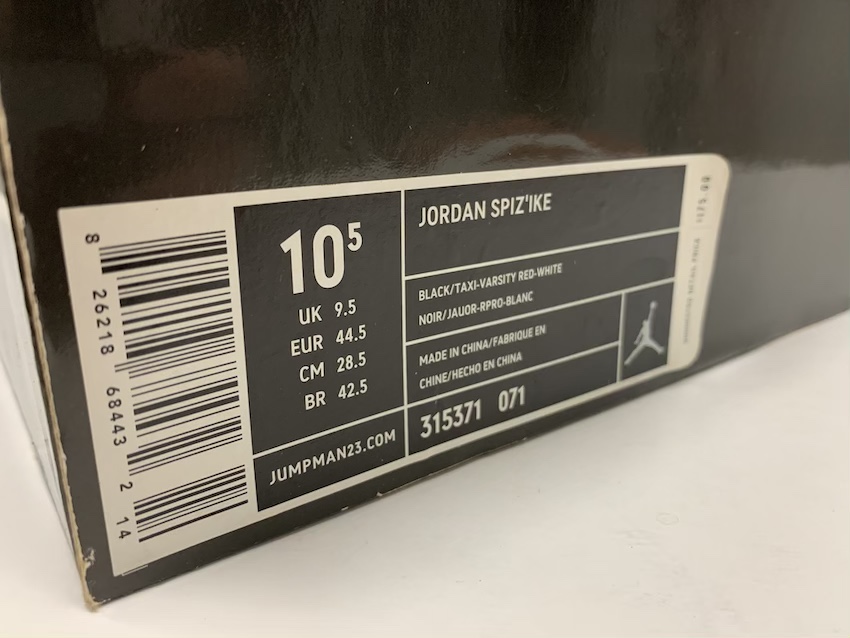 8 26218 68443 2 14
10⁵
UK 9.5
EUR 44.5
CM 28.5
BR 42.5
JUMPMAN23.COM
JORDAN SPIZ'IKE
BLACK/TAXI-VARSITY RED-WHITE
NOIR/JAUOR-RPRO-BLANC
MADE IN CHINA/FABRIQUE EN
CHINE/HECHO EN CHINA
315371 071